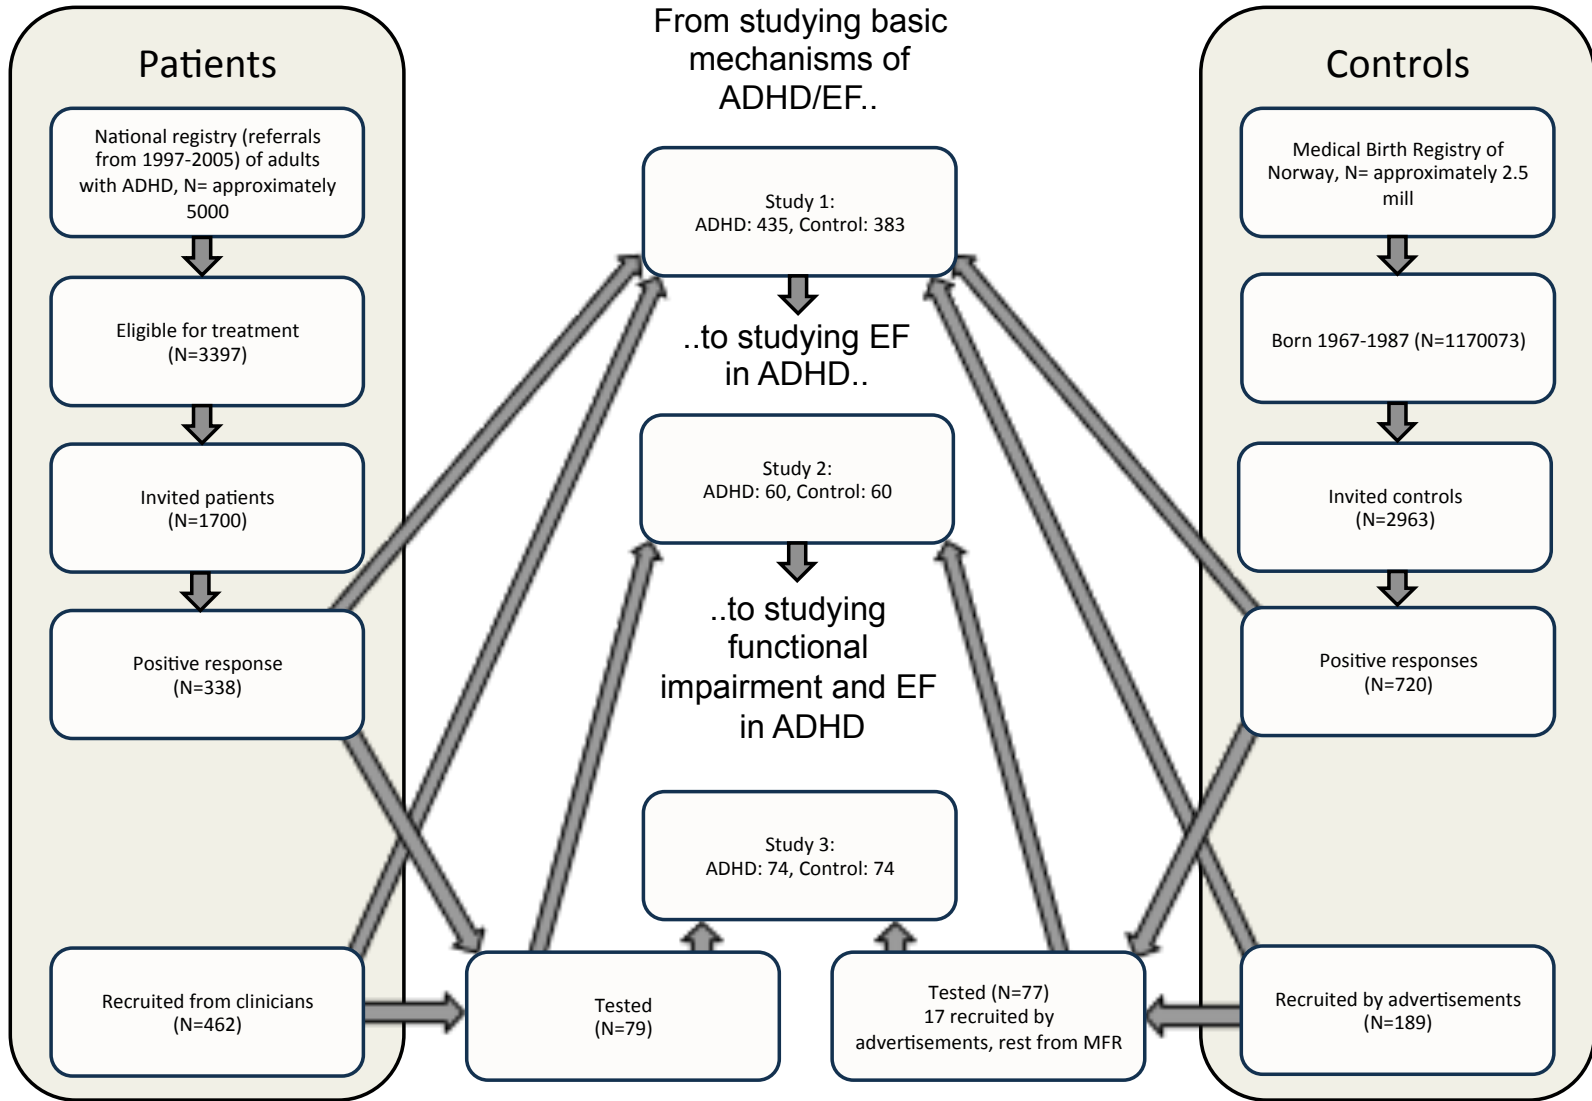 Patients
National registry (referrals
from 1997-2005) of adults
with ADHD, N= approximately
5000
Eligible for treatment
(N=3397)
Invited patients
(N=1700)
Positive response
(N=338)
Recruited from clinicians
(N=462)
From studying basic
mechanisms of
ADHD/EF..
Study 1:
ADHD: 435, Control: 383
..to studying EF
in ADHD..
Study 2:
ADHD: 60, Control: 60
..to studying
functional
impairment and EF
in ADHD
Study 3:
ADHD: 74, Control: 74
Tested
(N=79)
Tested (N=77)
17 recruited by
advertisements, rest from MFR
Controls
Medical Birth Registry of
Norway, N= approximately 2.5
mill
Born 1967-1987 (N=1170073)
Invited controls
(N=2963)
Positive responses
(N=720)
Recruited by advertisements
(N=189)